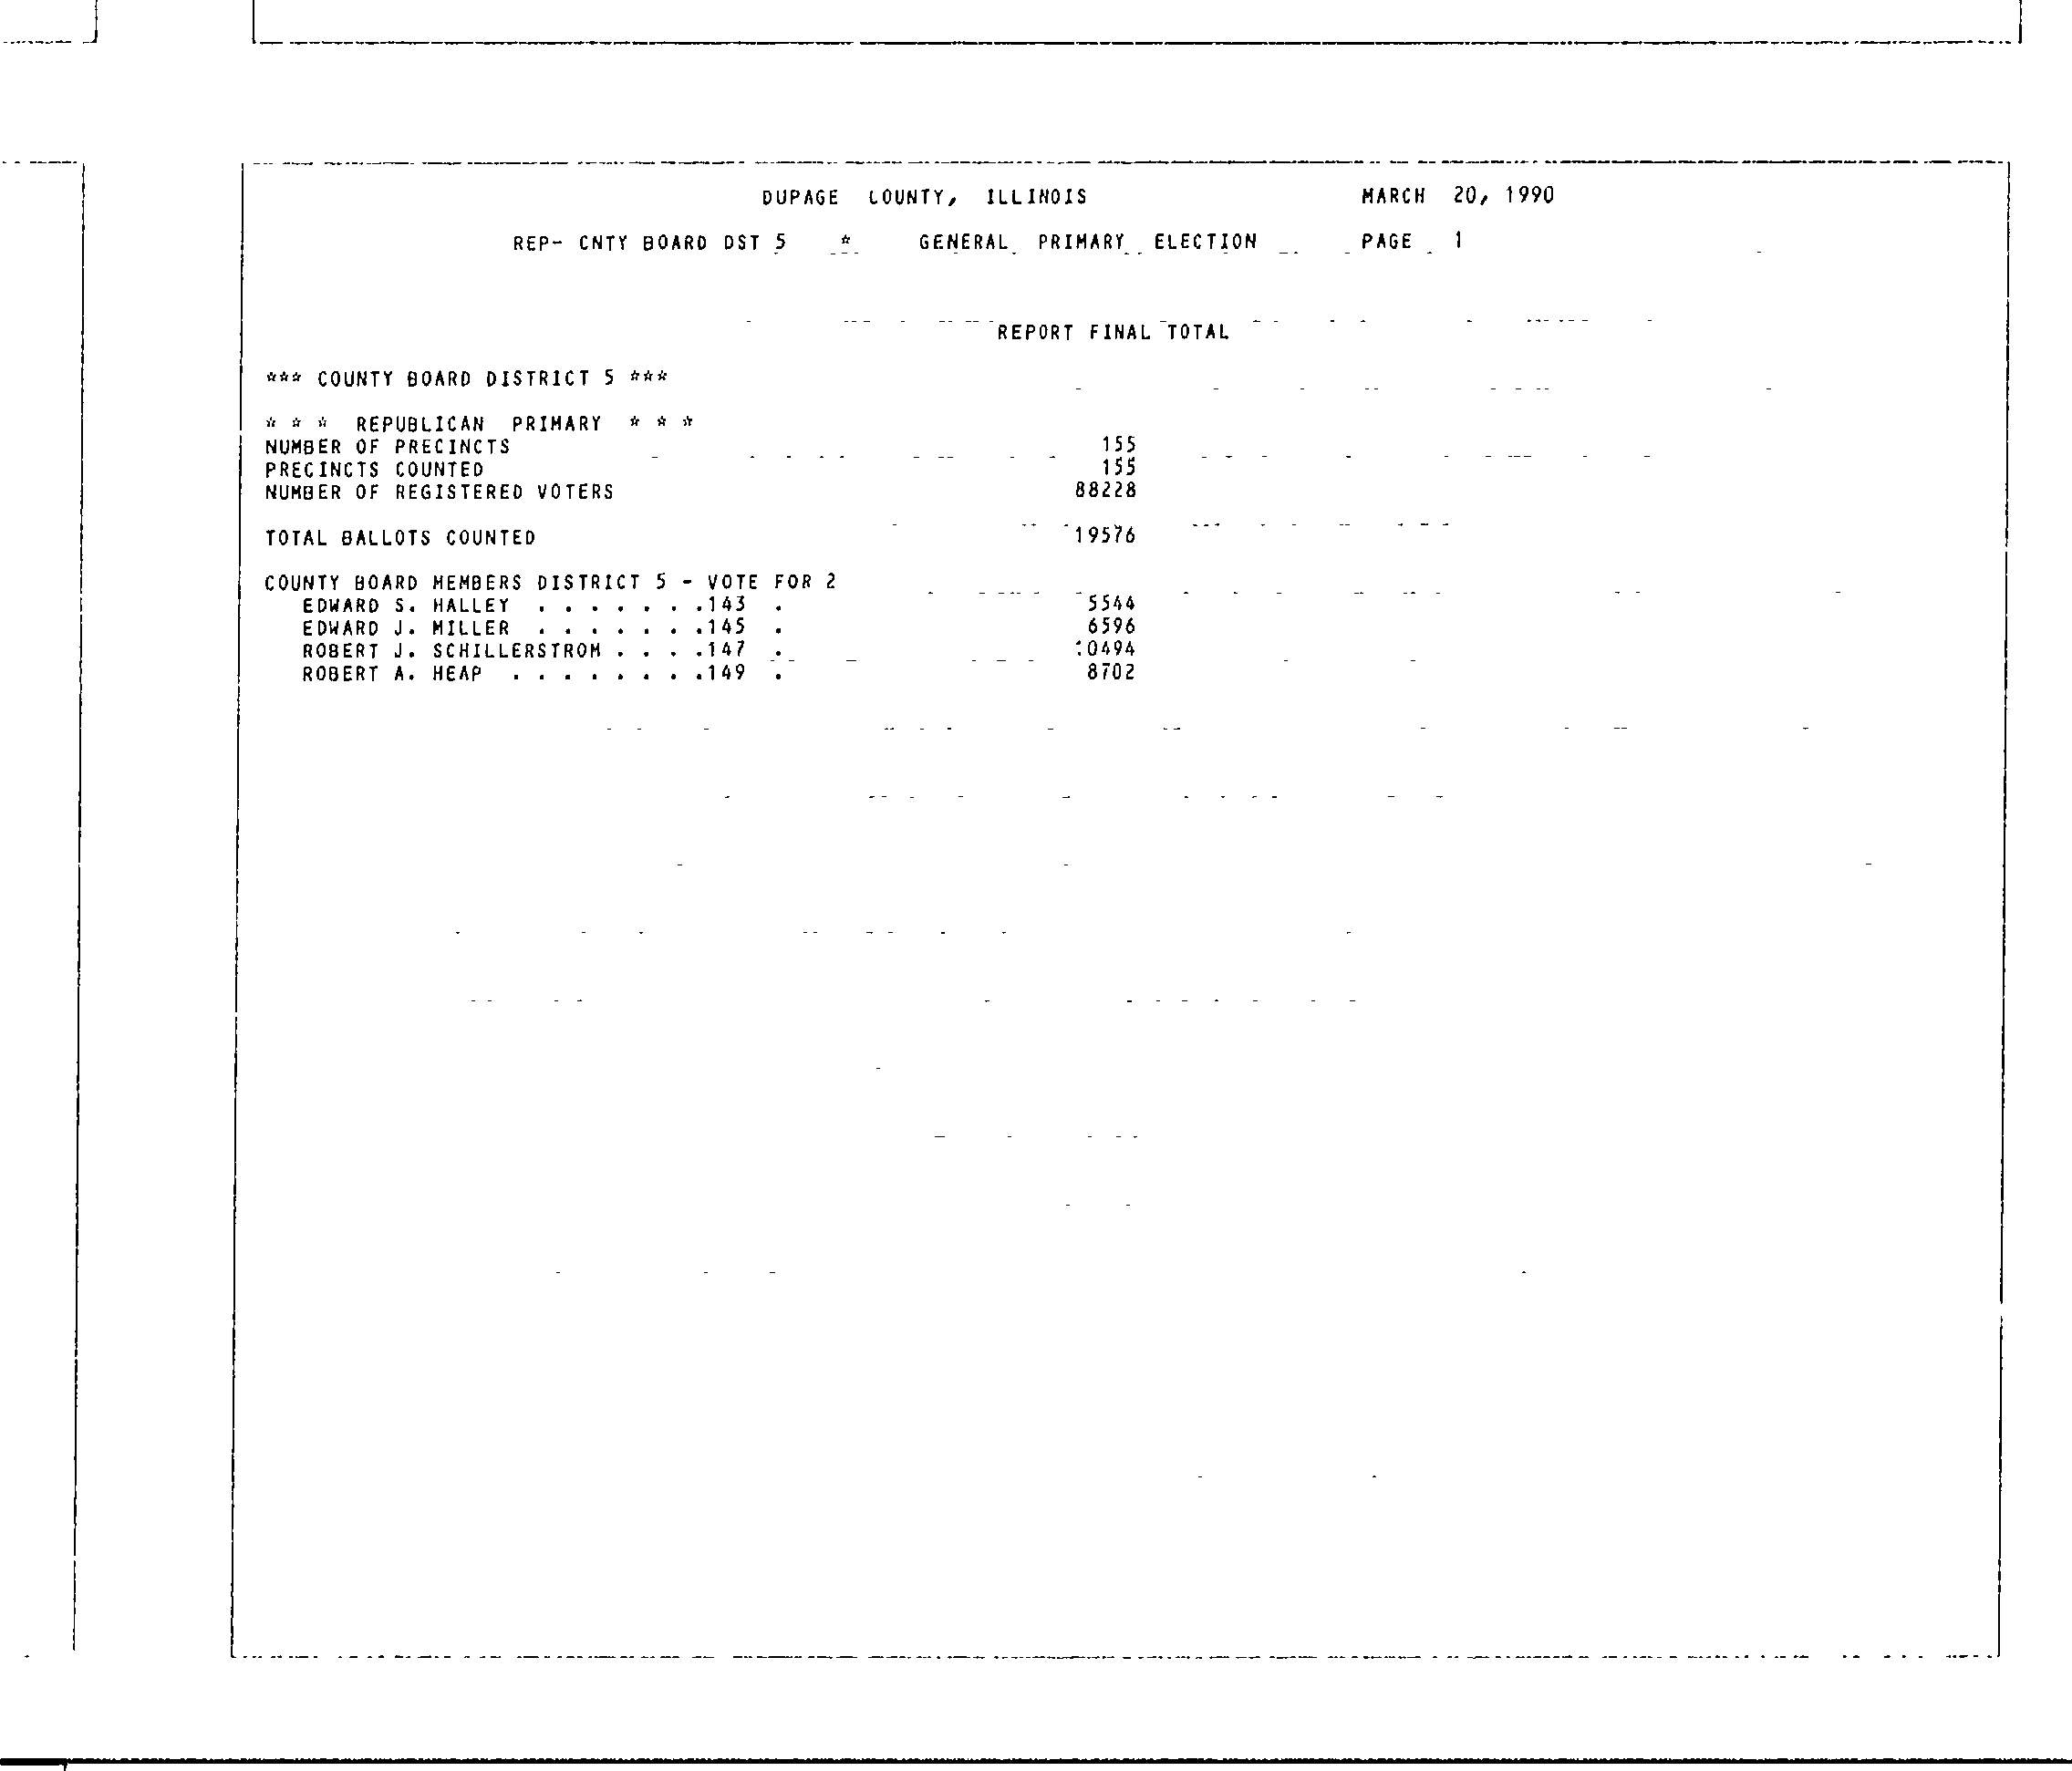 DUPAGE COUNTY, ILLINOIS MARCH 20, 1990
REP- CNTY BOARD DST 5 * GENERAL PRIMARY ELECTION PAGE 1
REPORT FINAL TOTAL
*** COUNTY BOARD DISTRICT 5 ***
* * * REPUBLICAN PRIMARY * * *
NUMBER OF PRECINCTS 155
PRECINCTS COUNTED 155
NUMBER OF REGISTERED VOTERS 88228
TOTAL BALLOTS COUNTED 19576
COUNTY BOARD MEMBERS DISTRICT 5 - VOTE FOR 2
EDWARD S. HALLEY . . . . . . .143 . 5544
EDWARD J. MILLER . . . . . . .145 . 6596
ROBERT J. SCHILLERSTROM . . . .147 . 10494
ROBERT A. HEAP . . . . . . . .149 . 8702